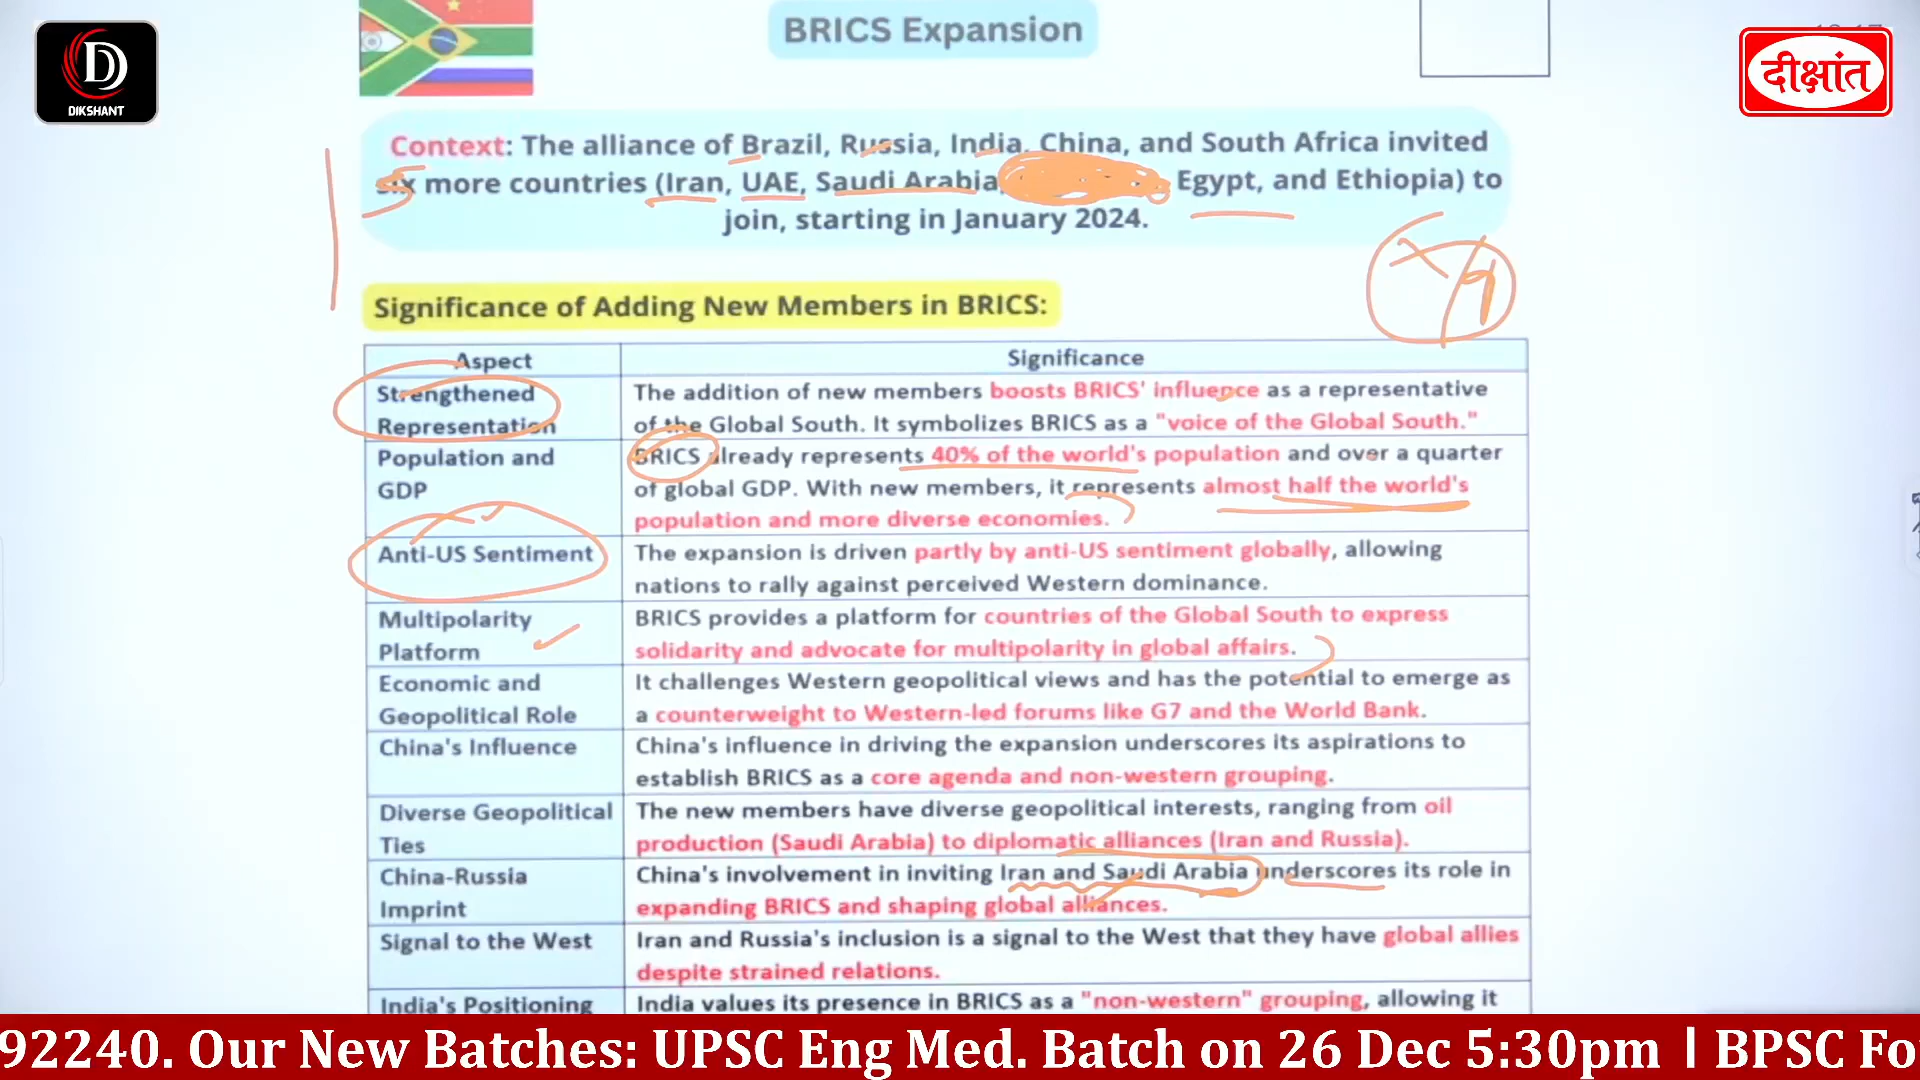 D
DIKSHANT
BRICS Expansion
दीक्षांत
Context: The alliance of Brazil, Russia, India, China, and South Africa invited
six more countries (Iran, UAE, Saudi Arabia, Egypt, and Ethiopia) to
5
join, starting in January 2024.
Significance of Adding New Members in BRICS:
Aspect Significance
Strengthened The addition of new members boosts BRICS' influence as a representative
Representation of the Global South. It symbolizes BRICS as a "voice of the Global South."
Population and BRICS already represents 40% of the world's population and over a quarter
GDP of global GDP. With new members, it represents almost half the world's
population and more diverse economies.
Anti-US Sentiment The expansion is driven partly by anti-US sentiment globally, allowing
nations to rally against perceived Western dominance.
Multipolarity BRICS provides a platform for countries of the Global South to express
Platform solidarity and advocate for multipolarity in global affairs.
Economic and It challenges Western geopolitical views and has the potential to emerge as
Geopolitical Role a counterweight to Western-led forums like G7 and the World Bank.
China's Influence China's influence in driving the expansion underscores its aspirations to
establish BRICS as a core agenda and non-western grouping.
Diverse Geopolitical The new members have diverse geopolitical interests, ranging from oil
Ties production (Saudi Arabia) to diplomatic alliances (Iran and Russia).
China-Russia China's involvement in inviting Iran and Saudi Arabia underscores its role in
Imprint expanding BRICS and shaping global alliances.
Signal to the West Iran and Russia's inclusion is a signal to the West that they have global allies
despite strained relations.
India's Positioning India values its presence in BRICS as a "non-western" grouping, allowing it
92240. Our New Batches: UPSC Eng Med. Batch on 26 Dec 5:30pm I BPSC Fo